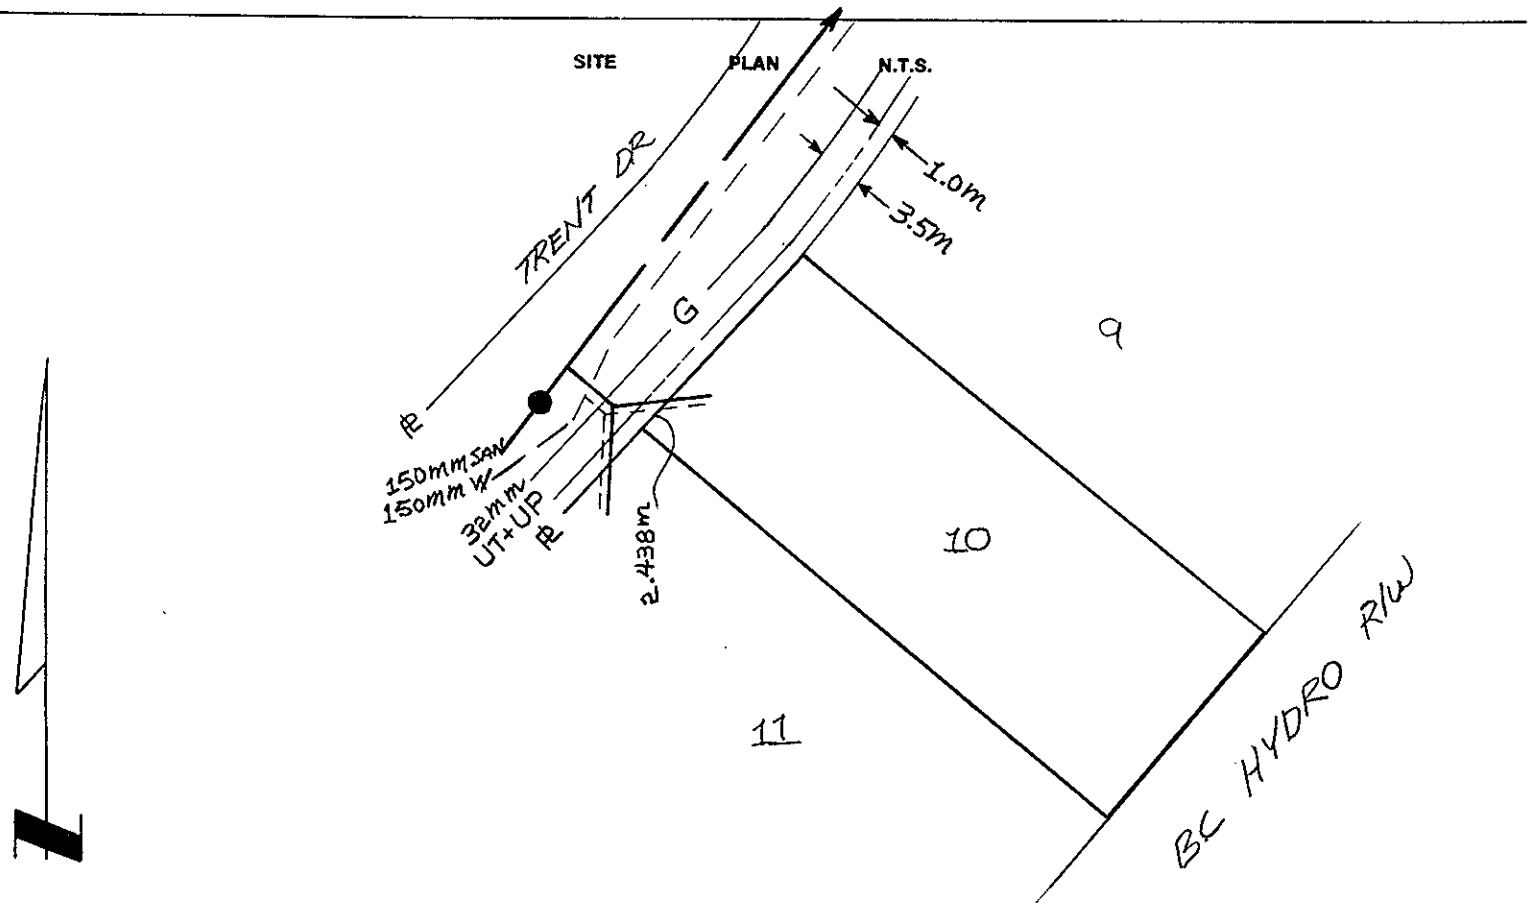 SITE PLAN N.T.S.
TRENT DR
1.0m
3.5m
G
9
℄
150mm SAN
150mm W
32mm
UT+UP
℄
2.438m
10
11
BC HYDRO R/W
N